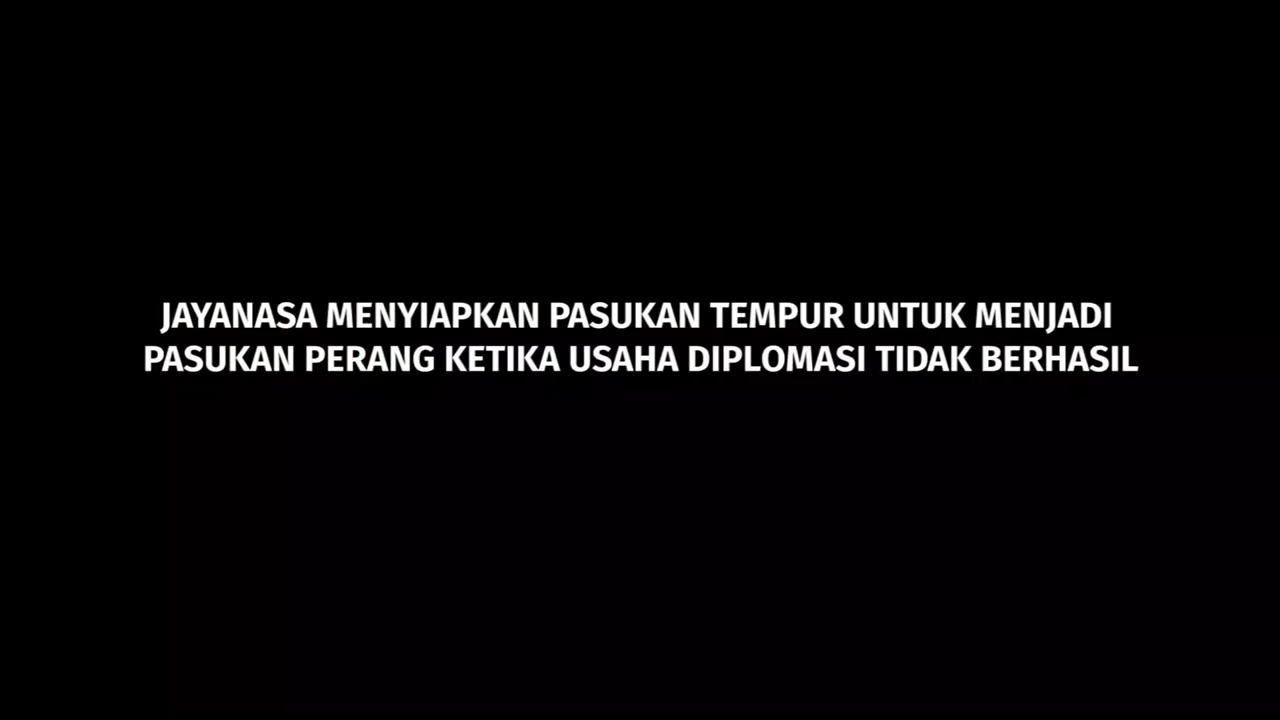 JAYANASA MENYIAPKAN PASUKAN TEMPUR UNTUK MENJADI
PASUKAN PERANG KETIKA USAHA DIPLOMASI TIDAK BERHASIL